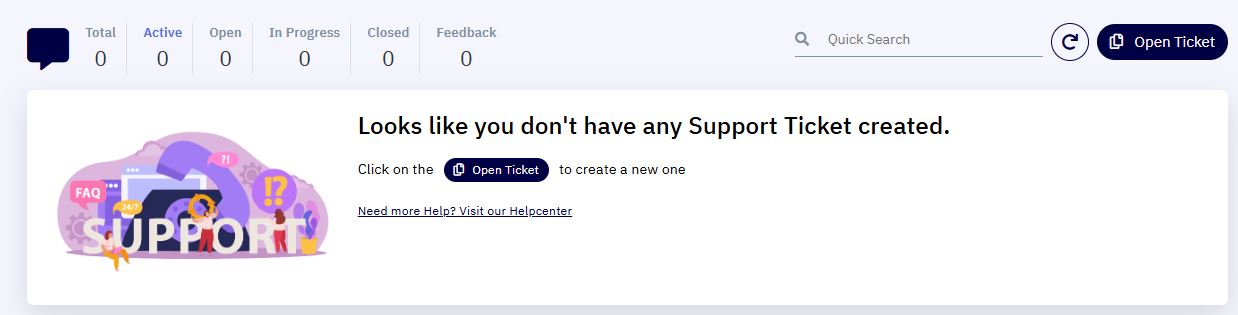 Total Active Open In Progress Closed Feedback
0 0 0 0 0 0
Quick Search
Open Ticket
Looks like you don't have any Support Ticket created.
Click on the Open Ticket to create a new one
Need more Help? Visit our Helpcenter
?!
FAQ
!?
24/7
SUPPORT